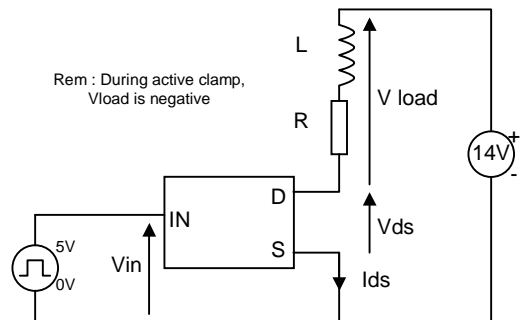 L
Rem : During active clamp,
Vload is negative
V load
R
14V
+
-
D
IN
Vds
S
5V
0V
Vin
Ids